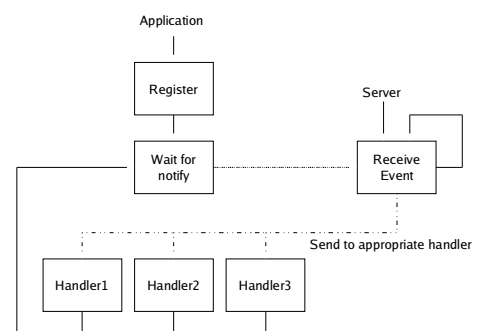 Application
Register
Server
Wait for
notify
Receive
Event
Send to appropriate handler
Handler1
Handler2
Handler3